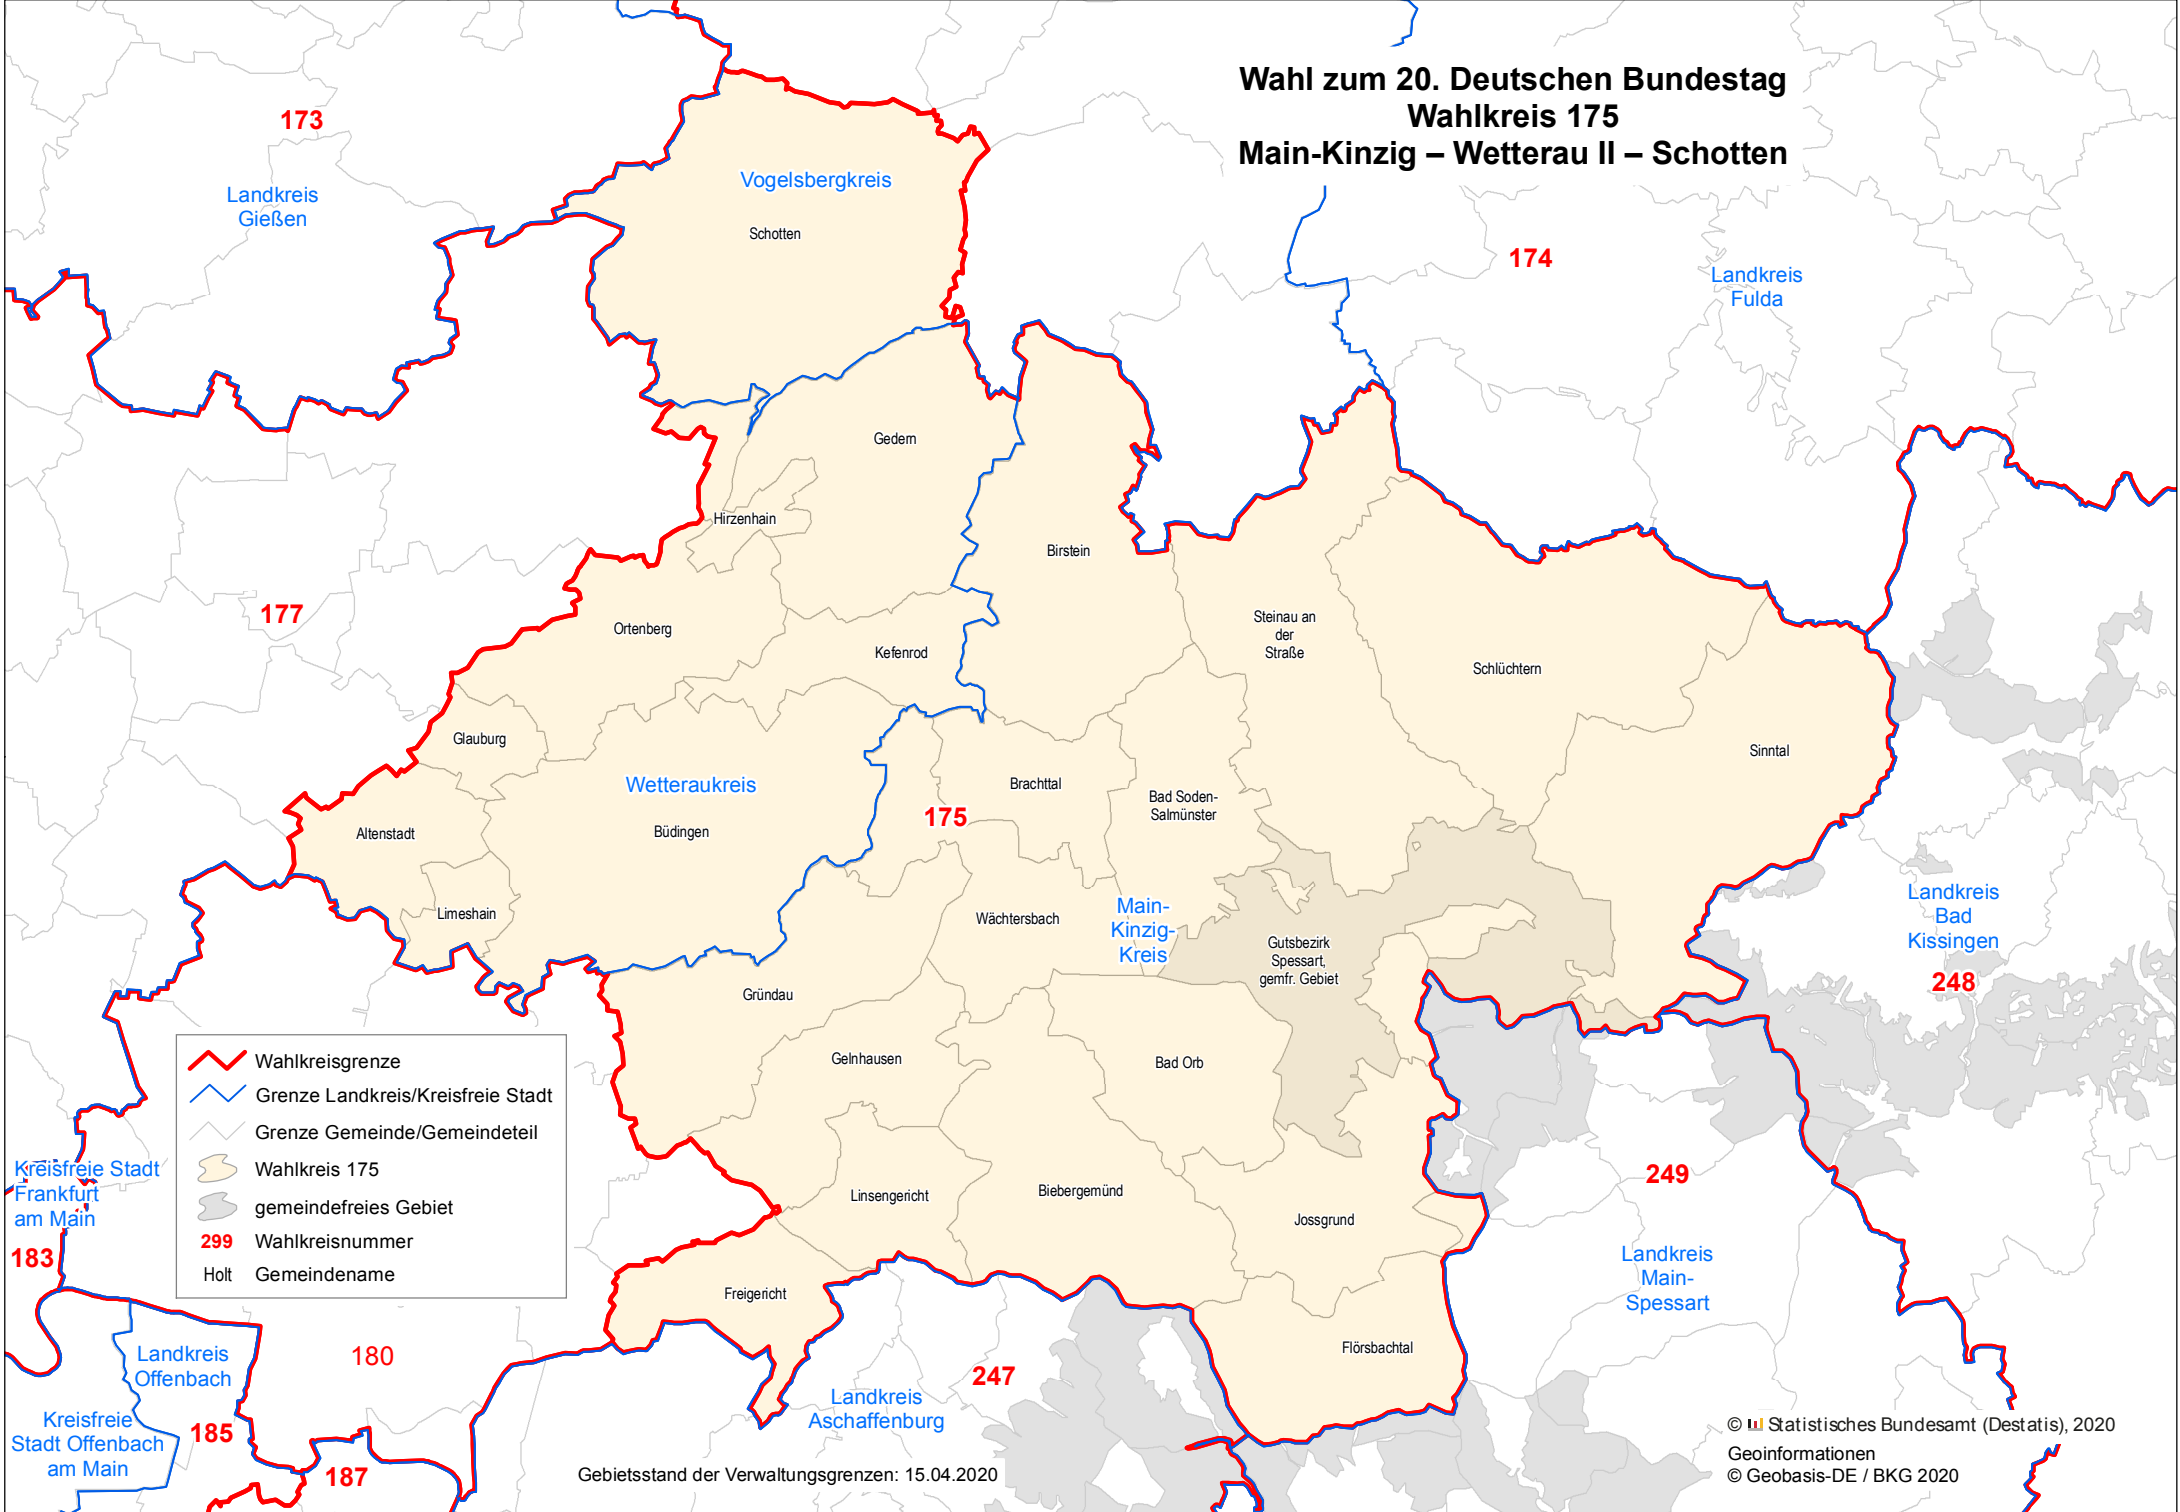 Wahl zum 20. Deutschen Bundestag
Wahlkreis 175
Main-Kinzig – Wetterau II – Schotten
173
Landkreis
Gießen
Vogelsbergkreis
Schotten
174
Landkreis
Fulda
Gedern
Hirzenhain
Birstein
177
Ortenberg
Kefenrod
Steinau an
der
Straße
Schlüchtern
Glauburg
Sinntal
Wetteraukreis
Brachttal
Bad Soden-
Salmünster
175
Altenstadt
Büdingen
Limeshain
Wächtersbach
Main-
Kinzig-
Kreis
Gutsbezirk
Spessart,
gemfr. Gebiet
Landkreis
Bad
Kissingen
248
Gründau
Gelnhausen
Bad Orb
Wahlkreisgrenze
Grenze Landkreis/Kreisfreie Stadt
Grenze Gemeinde/Gemeindeteil
Wahlkreis 175
gemeindefreies Gebiet
299 Wahlkreisnummer
Holt Gemeindename
Kreisfreie Stadt
Frankfurt
am Main
183
Linsengericht
Biebergemünd
Jossgrund
249
Landkreis
Main-
Spessart
Freigericht
Flörsbachtal
180
Landkreis
Offenbach
247
Landkreis
Aschaffenburg
Kreisfreie
Stadt Offenbach
am Main
185
187
Gebietsstand der Verwaltungsgrenzen: 15.04.2020
© Statistisches Bundesamt (Destatis), 2020
Geoinformationen
© Geobasis-DE / BKG 2020